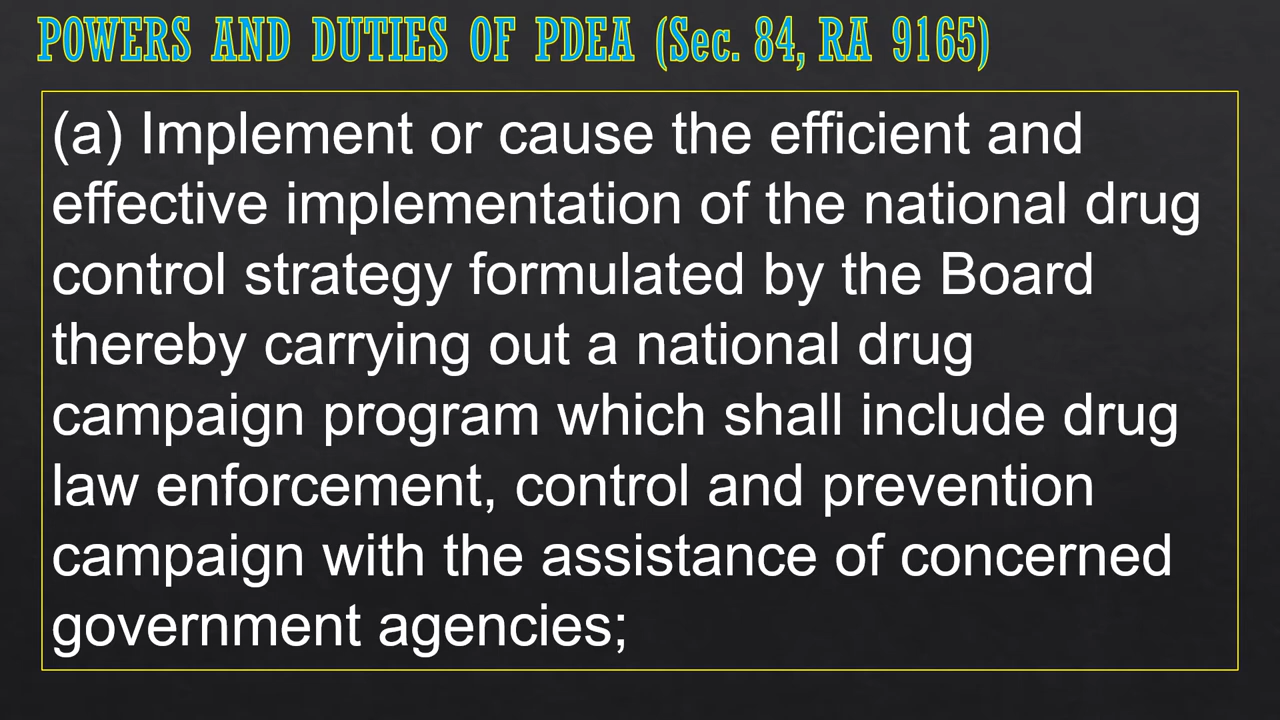 POWERS AND DUTIES OF PDEA (Sec. 84, RA 9165)
(a) Implement or cause the efficient and
effective implementation of the national drug
control strategy formulated by the Board
thereby carrying out a national drug
campaign program which shall include drug
law enforcement, control and prevention
campaign with the assistance of concerned
government agencies;